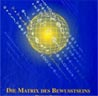 DIE MATRIX DES BEWUSSTSEINS